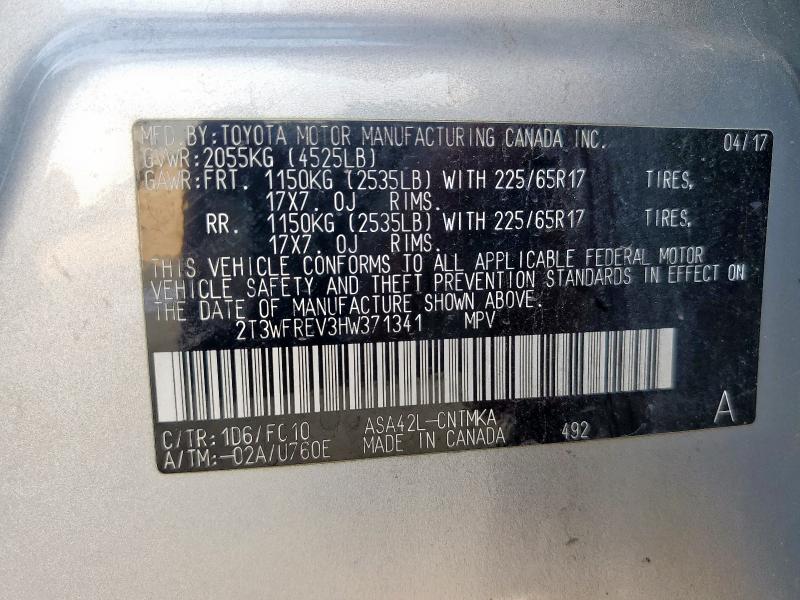 MFD.BY:TOYOTA MOTOR MANUFACTURING CANADA INC. 04/17
GVWR:2055KG (4525LB)
GAWR:FRT. 1150KG (2535LB) WITH 225/65R17 TIRES,
17X7.0J RIMS.
RR. 1150KG (2535LB) WITH 225/65R17 TIRES,
17X7.0J RIMS.
THIS VEHICLE CONFORMS TO ALL APPLICABLE FEDERAL MOTOR
VEHICLE SAFETY AND THEFT PREVENTION STANDARDS IN EFFECT ON
THE DATE OF MANUFACTURE SHOWN ABOVE.
2T3WFREV3HW371341 MPV
C/TR:1D6/FC10 ASA42L-CNTMKA A
A/TM:-02A/U760E MADE IN CANADA 492